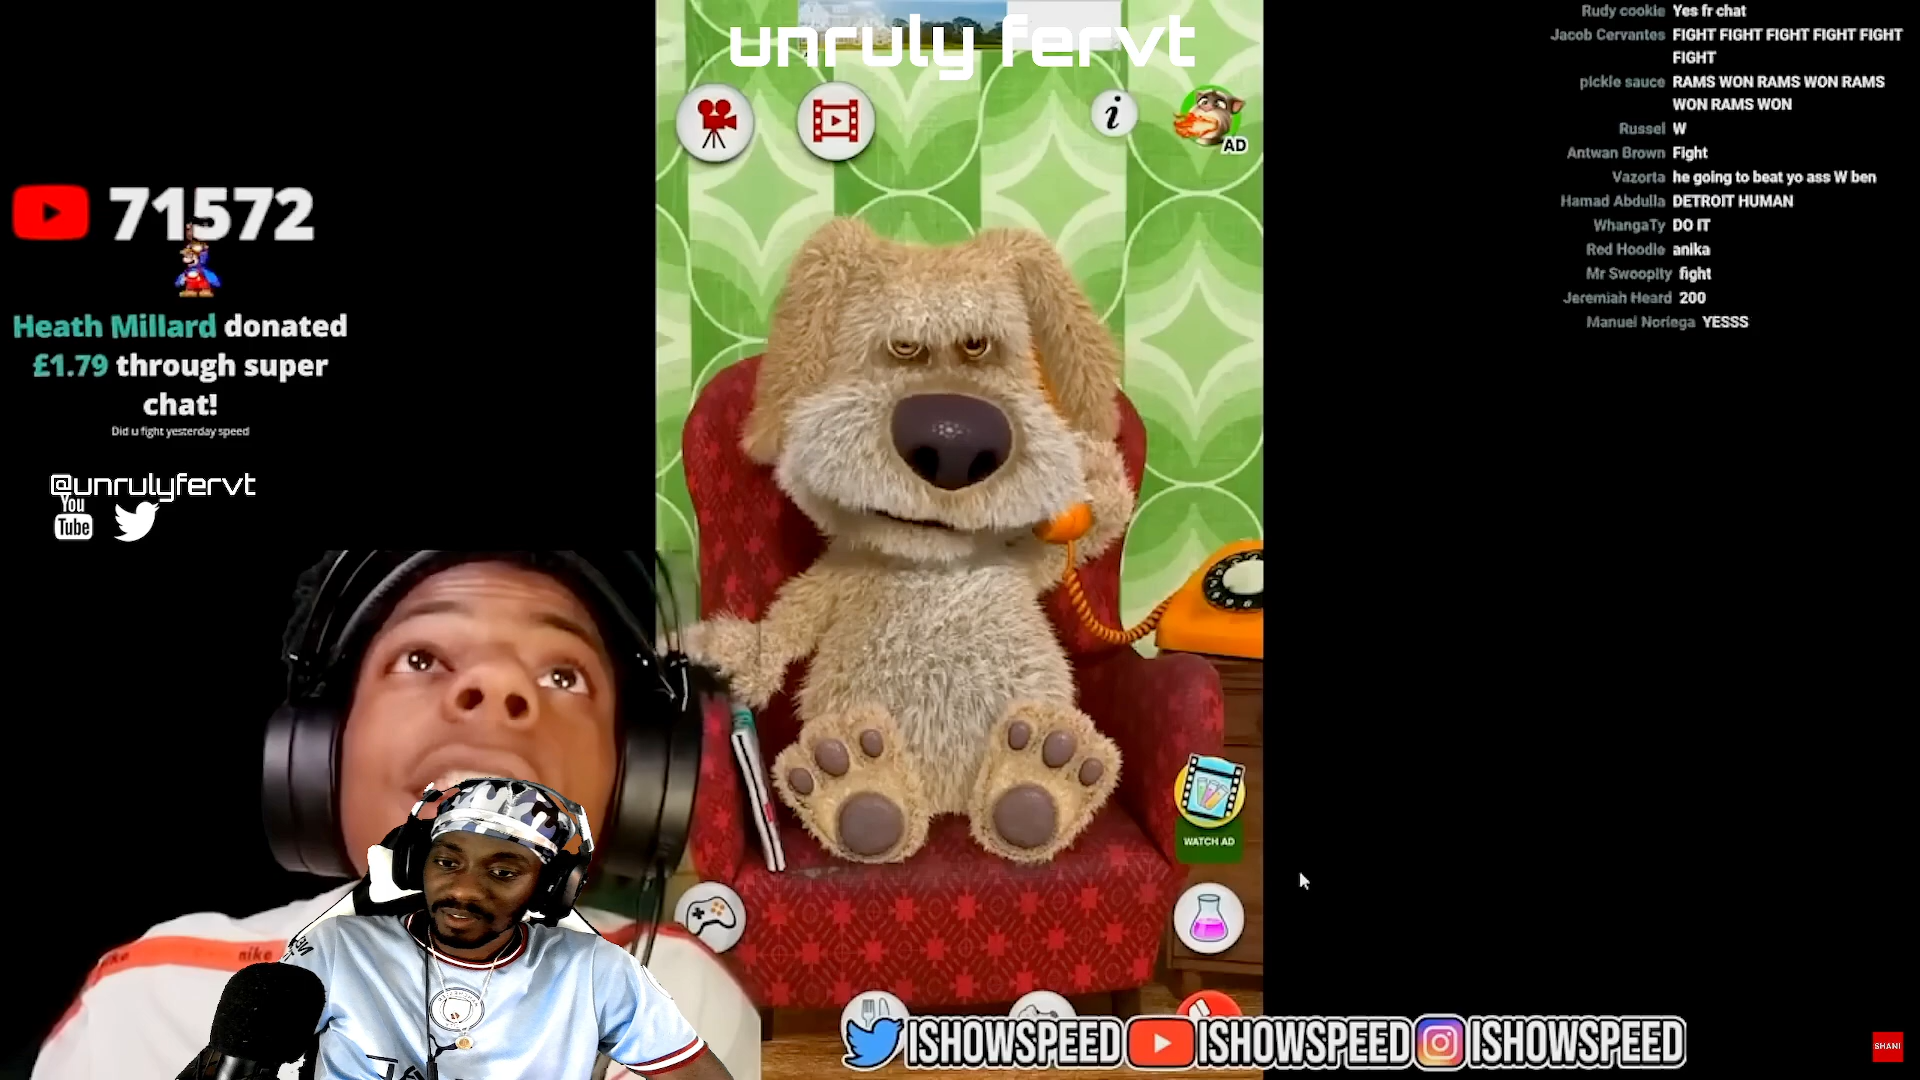 unruly fervt
i
AD
71572
Heath Millard donated
£1.79 through super
chat!
Did u fight yesterday speed
@unrulyfervt
You
Tube
nike
WATCH AD
Rudy cookie Yes fr chat
Jacob Cervantes FIGHT FIGHT FIGHT FIGHT FIGHT
FIGHT
pickle sauce RAMS WON RAMS WON RAMS
WON RAMS WON
Russel W
Antwan Brown Fight
Vazorta he going to beat yo ass W ben
Hamad Abdulla DETROIT HUMAN
WhangaTy DO IT
Red Hoodie anika
Mr Swoopity fight
Jeremiah Heard 200
Manuel Noriega YESSS
ISHOWSPEED ISHOWSPEED ISHOWSPEED
SHANI